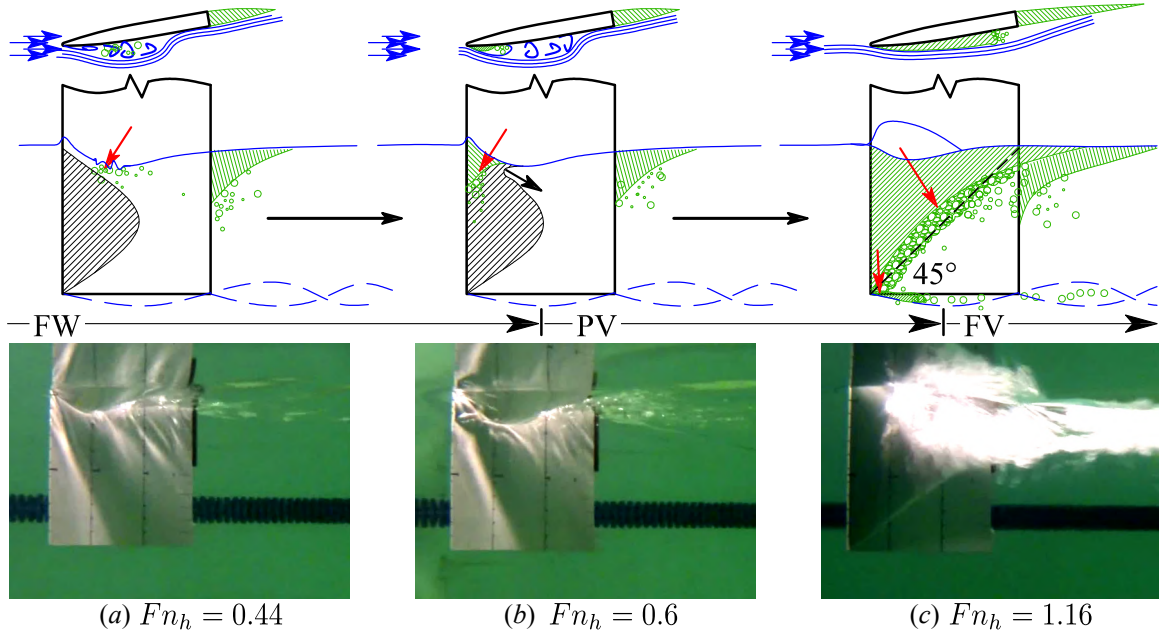 45°
FW PV FV
(a) Fn_h = 0.44 (b) Fn_h = 0.6 (c) Fn_h = 1.16